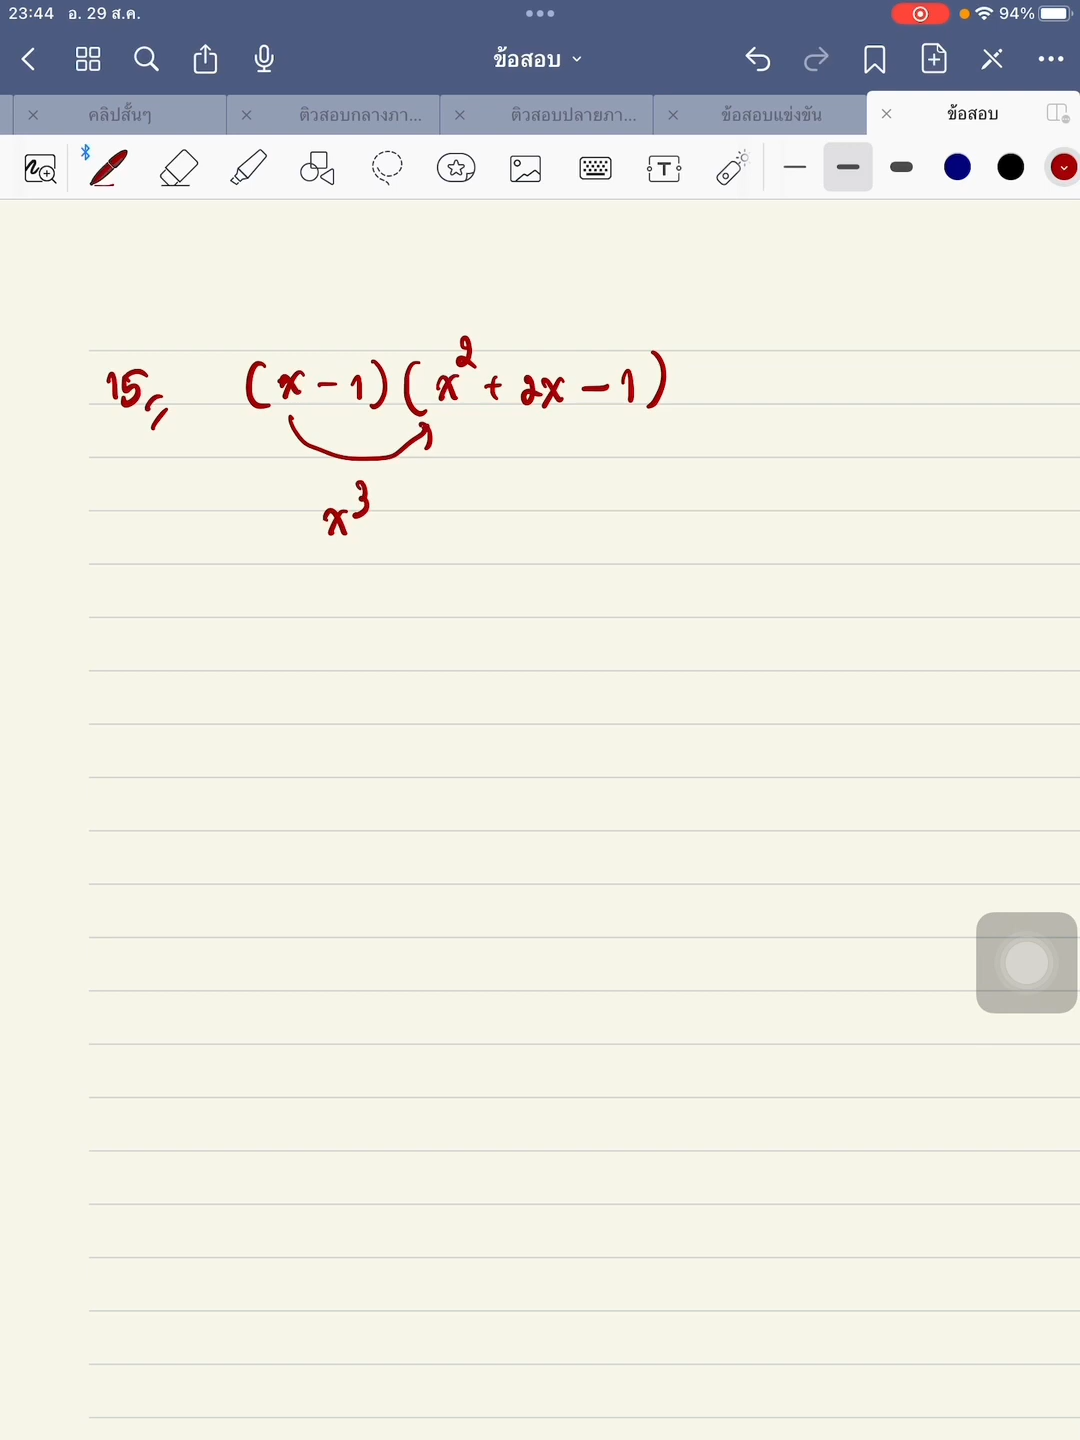 23:44 อ. 29 ส.ค. 94%
ข้อสอบ
คลิปสั้นๆ ติวสอบกลางภา... ติวสอบปลายภา... ข้อสอบแข่งขัน ข้อสอบ
T
15,, (x - 1)(x² + 2x - 1)
x³